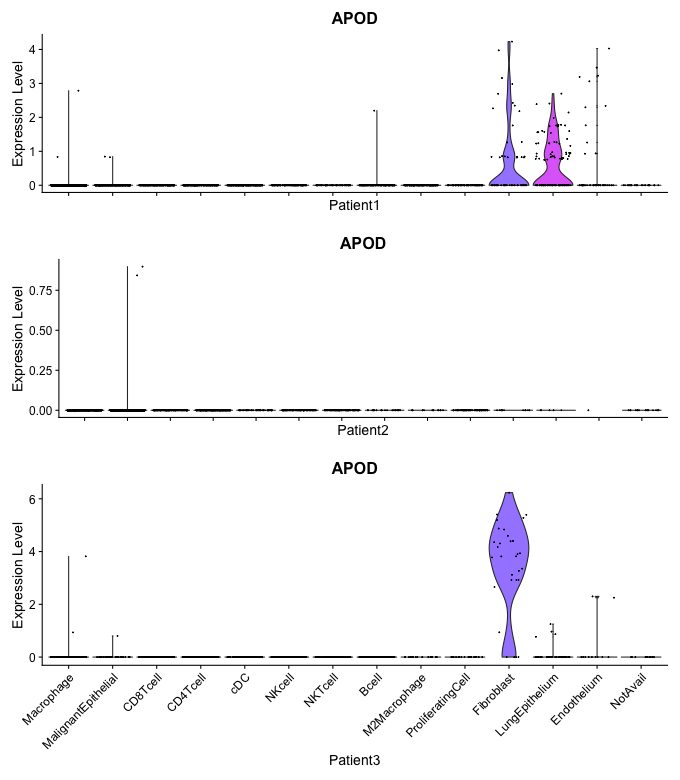 APOD
Expression Level
4
3
2
1
0
Patient1
APOD
Expression Level
0.75
0.50
0.25
0.00
Patient2
APOD
Expression Level
6
4
2
0
Macrophage
MalignantEpithelial
CD8Tcell
CD4Tcell
cDC
NKcell
NKTcell
Bcell
M2Macrophage
ProliferatingCell
Fibroblast
LungEpithelium
Endothelium
NotAvail
Patient3